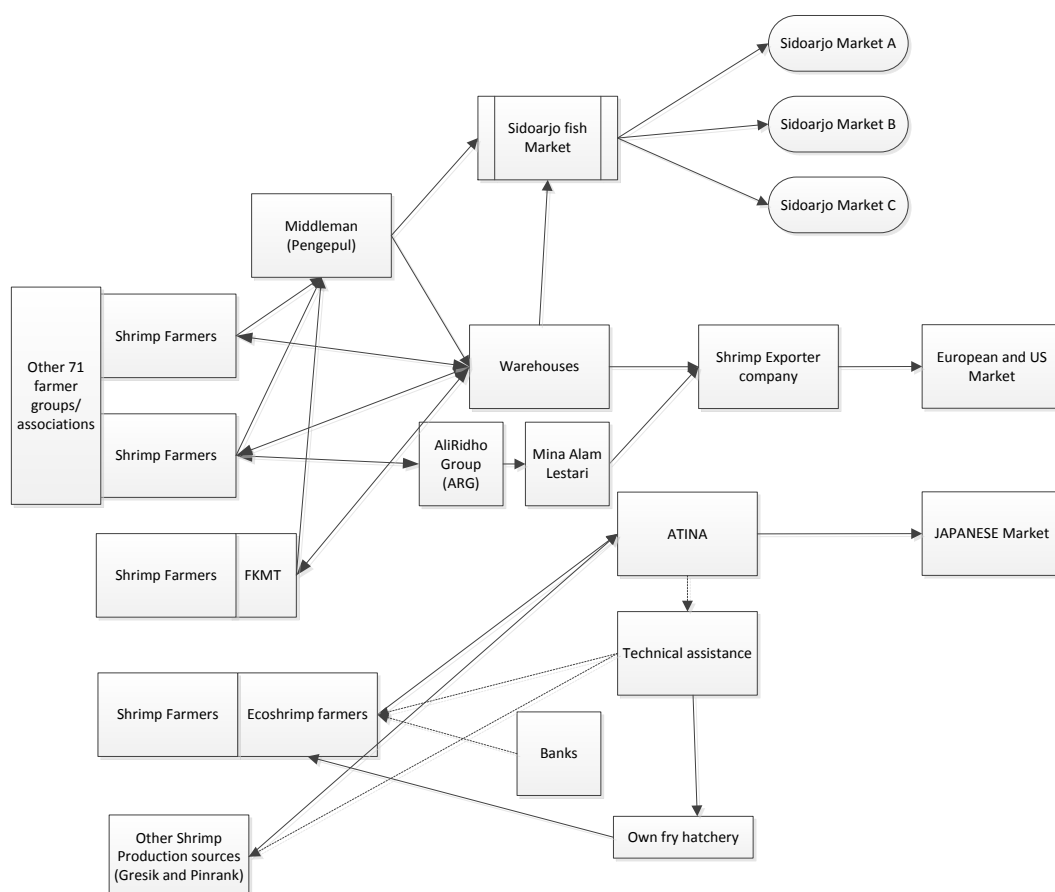 Sidoarjo Market A
Sidoarjo fish
Market
Sidoarjo Market B
Sidoarjo Market C
Middleman
(Pengepul)
Other 71
farmer
groups/
associations
Shrimp Farmers
Shrimp Farmers
Warehouses
Shrimp Exporter
company
European and US
Market
AliRidho
Group
(ARG)
Mina Alam
Lestari
Shrimp Farmers
FKMT
ATINA
JAPANESE Market
Technical assistance
Shrimp Farmers
Ecoshrimp farmers
Banks
Own fry hatchery
Other Shrimp
Production sources
(Gresik and Pinrank)